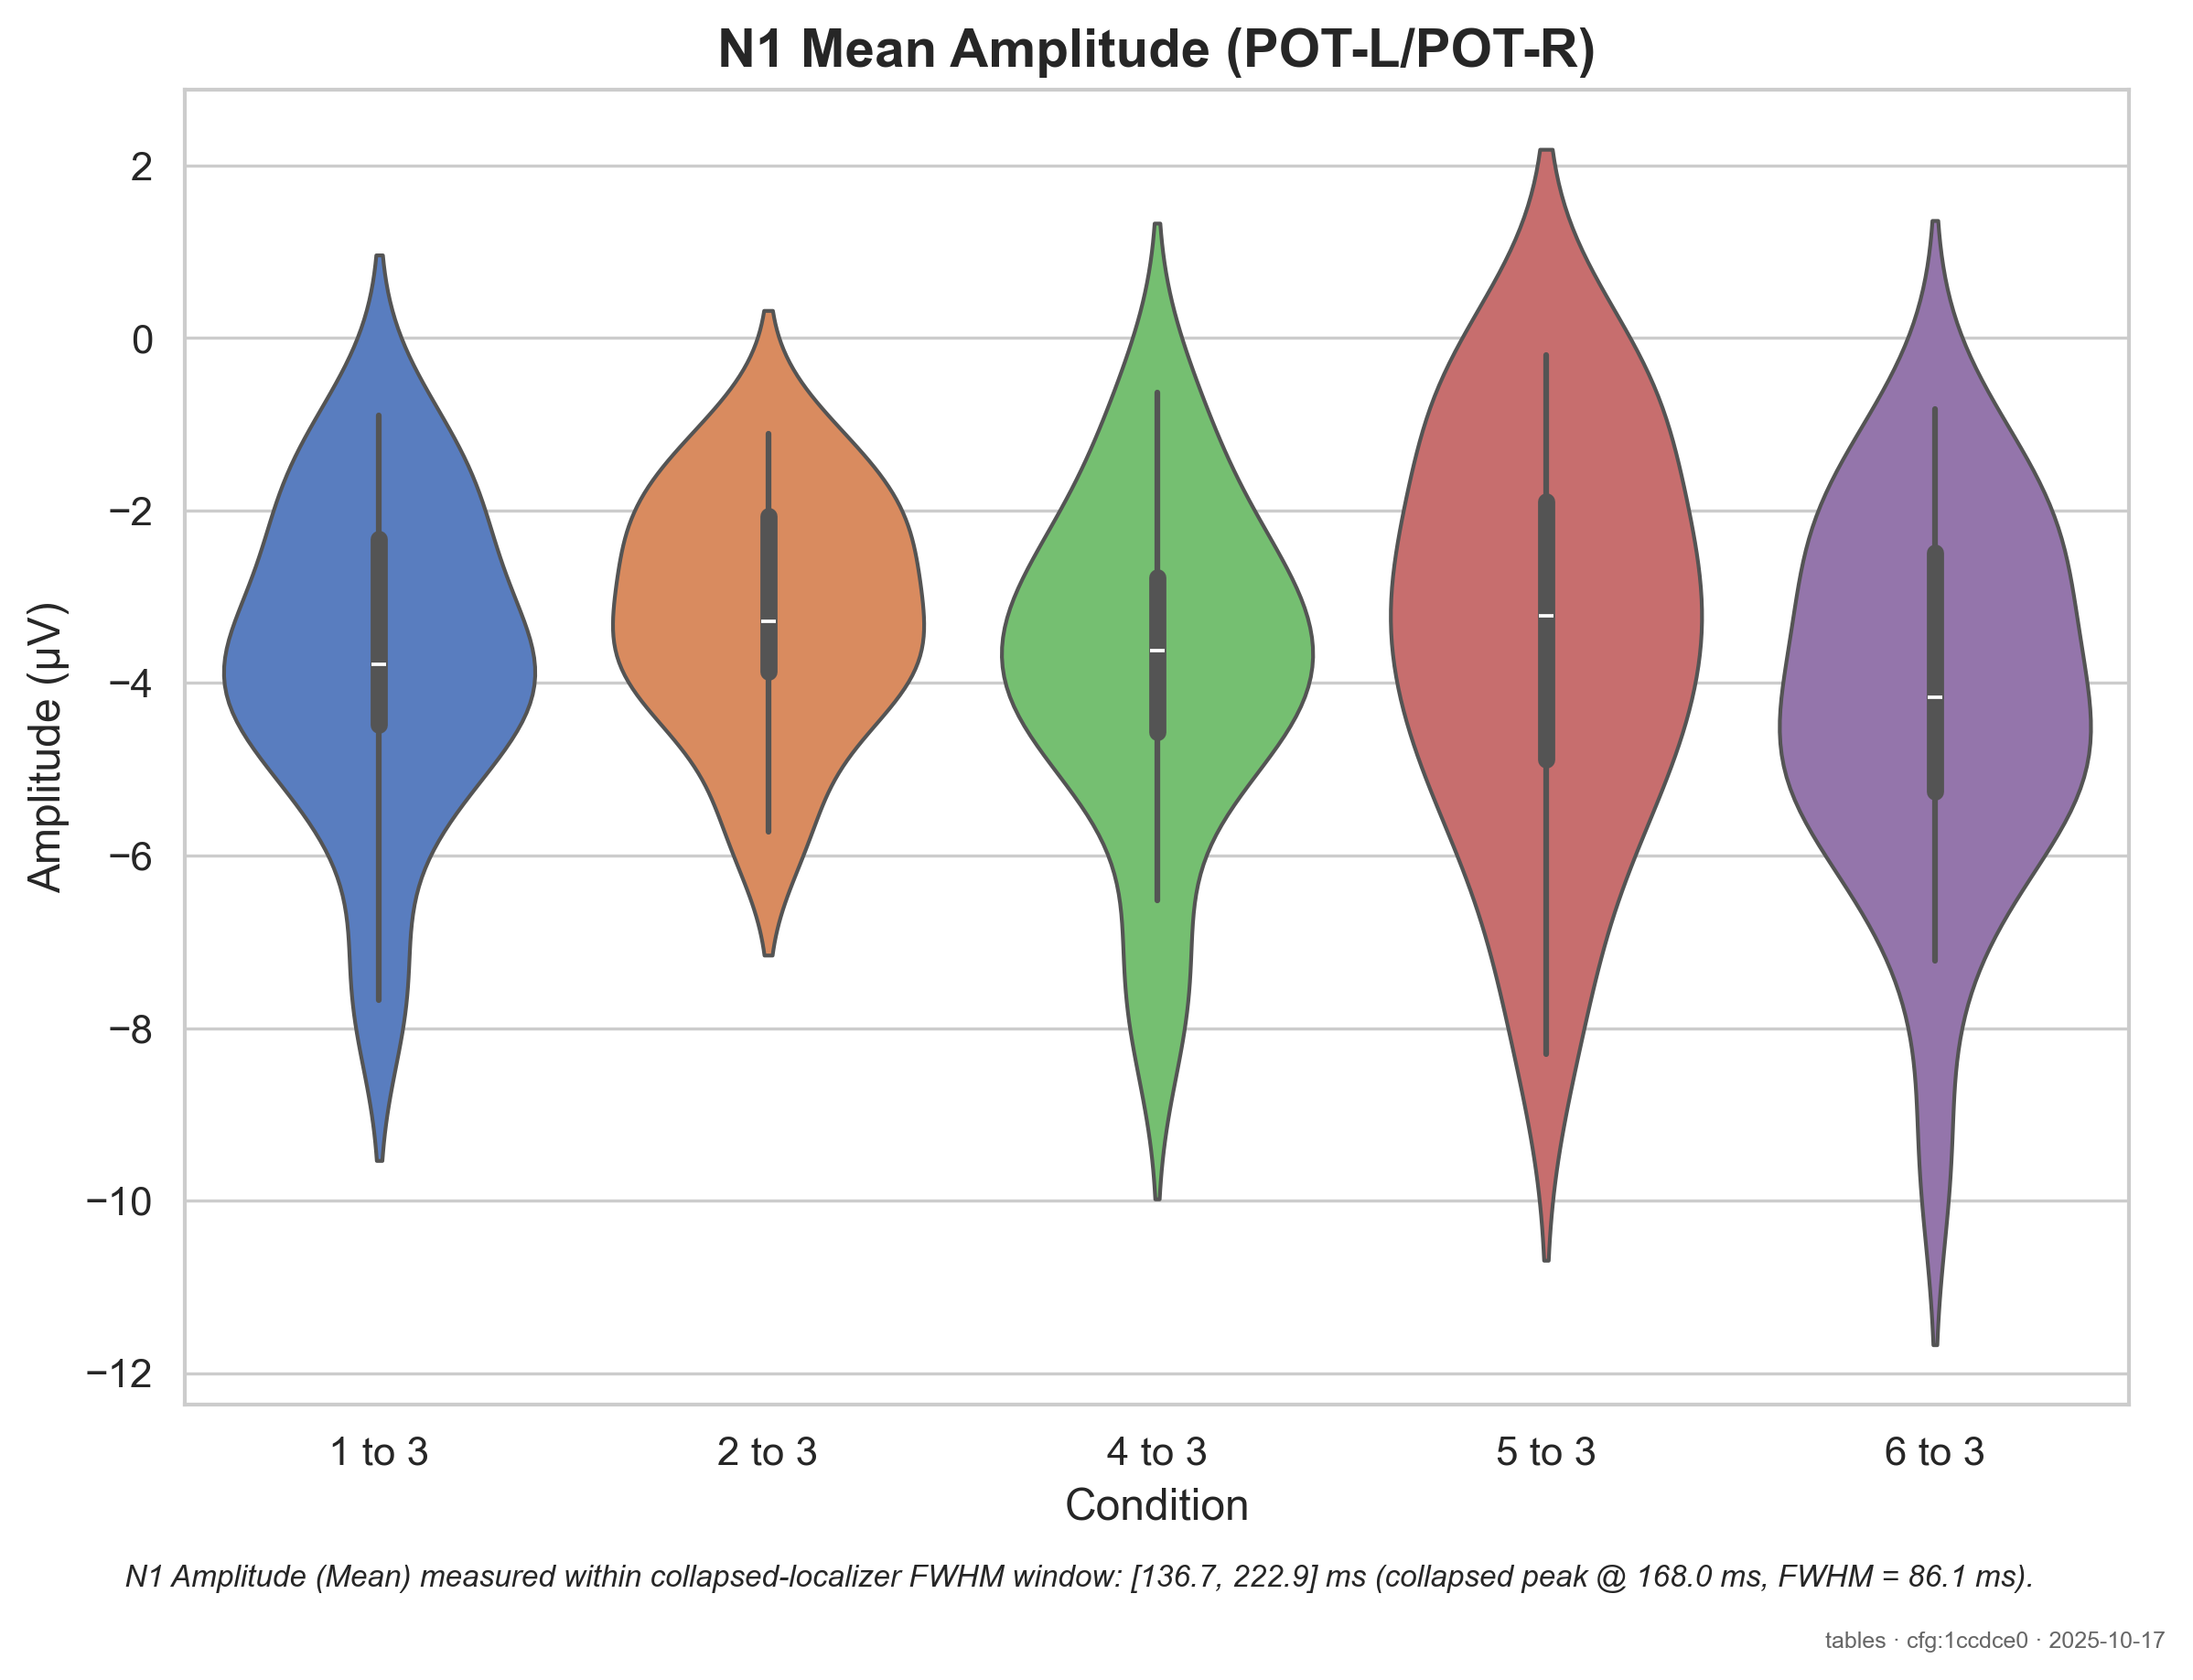 N1 Mean Amplitude (POT-L/POT-R)
Amplitude (µV)
2
0
−2
−4
−6
−8
−10
−12
1 to 3
2 to 3
4 to 3
5 to 3
6 to 3
Condition
N1 Amplitude (Mean) measured within collapsed-localizer FWHM window: [136.7, 222.9] ms (collapsed peak @ 168.0 ms, FWHM = 86.1 ms).
tables · cfg:1ccdce0 · 2025-10-17